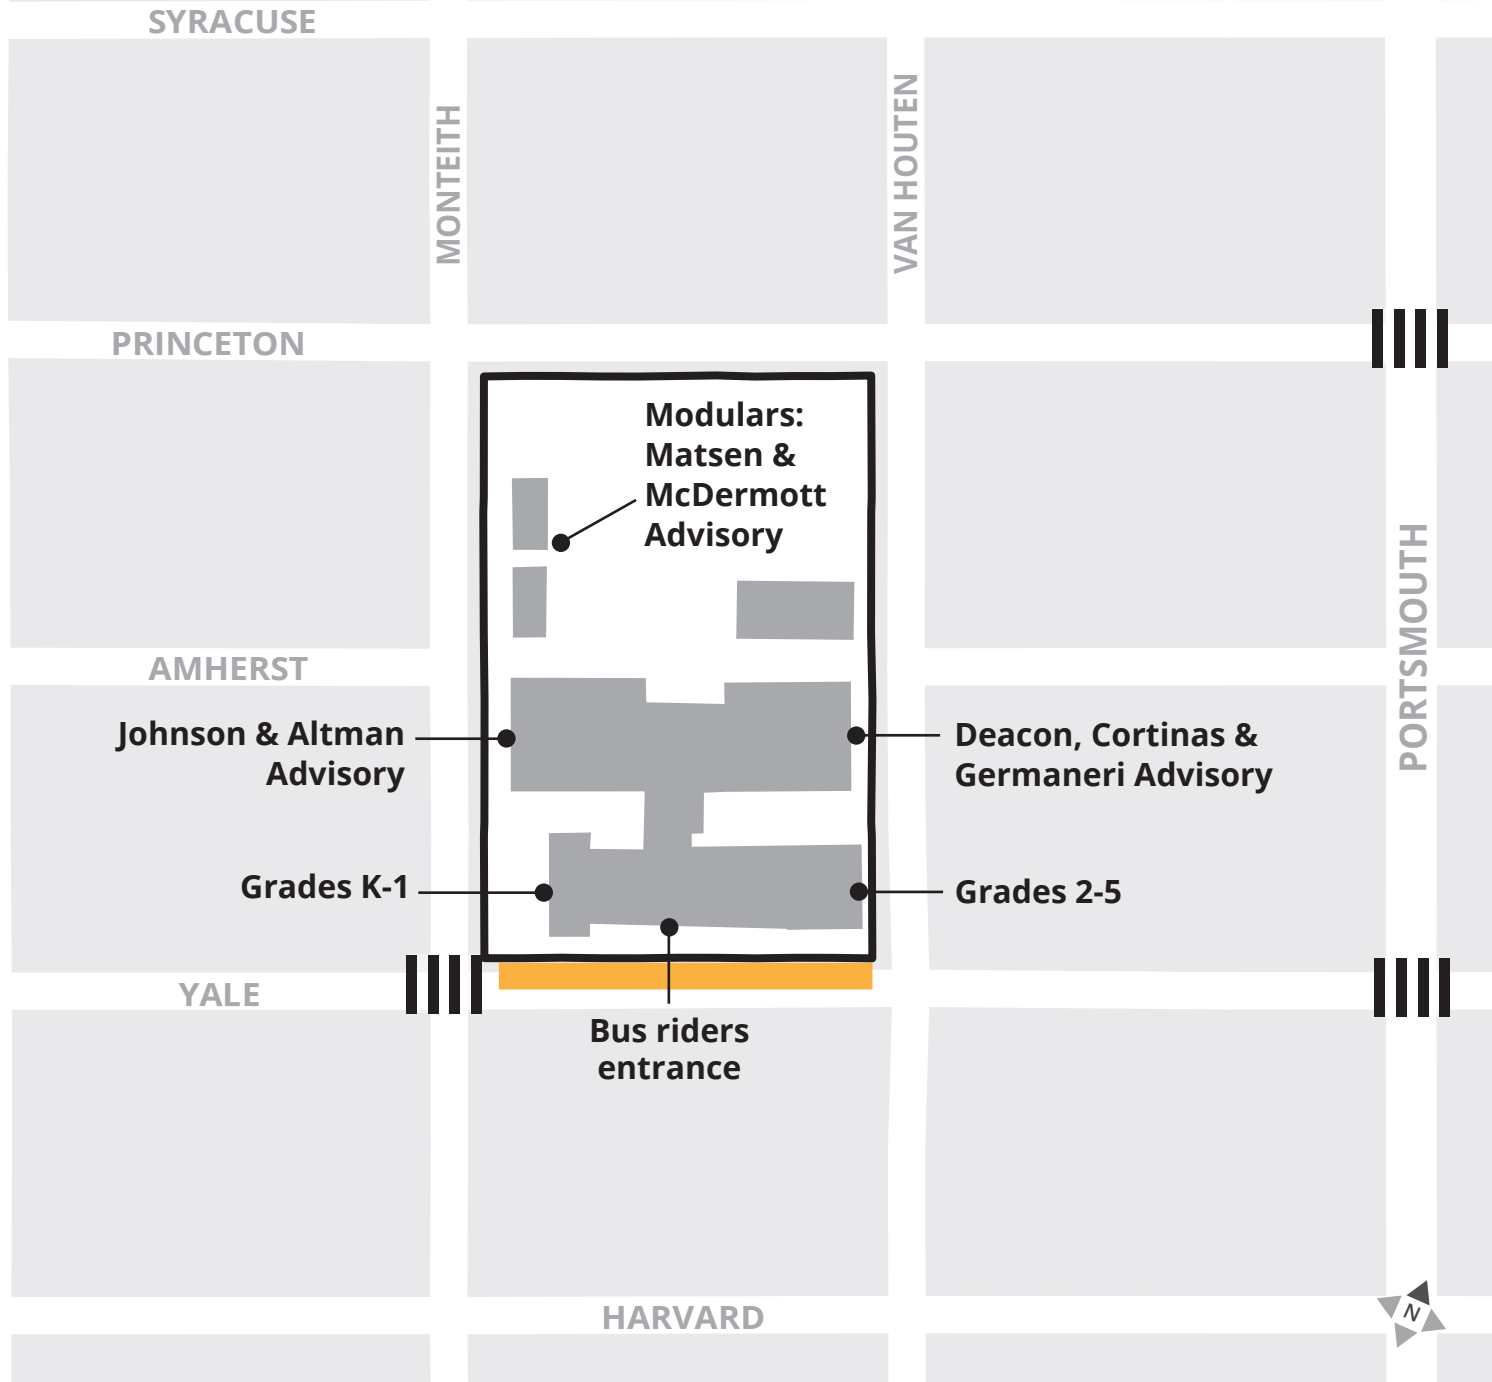 SYRACUSE
MONTEITH
VAN HOUTEN
PRINCETON
Modulars:
Matsen &
McDermott
Advisory
PORTSMOUTH
AMHERST
Johnson & Altman
Advisory
Deacon, Cortinas &
Germaneri Advisory
Grades K-1
Grades 2-5
YALE
Bus riders
entrance
HARVARD
N